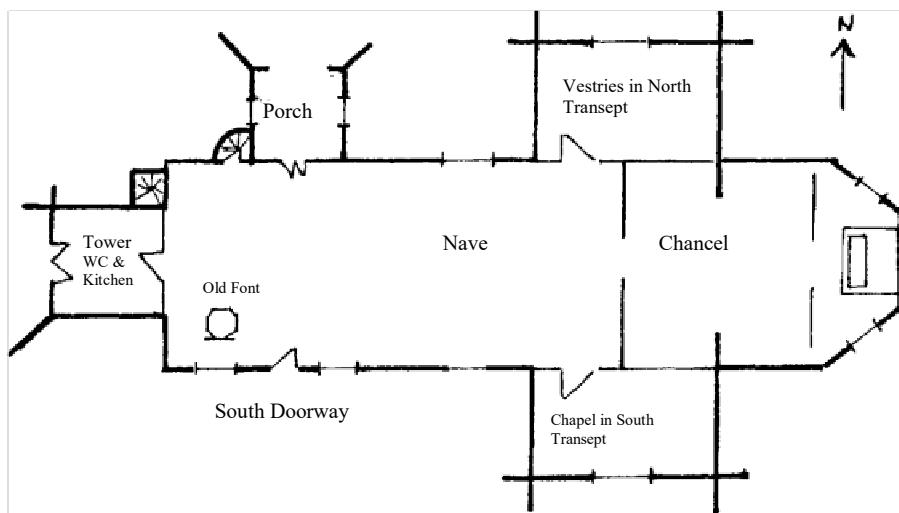 N
Vestries in North
Transept
Porch
Tower
WC &
Kitchen
Nave
Chancel
Old Font
South Doorway
Chapel in South
Transept